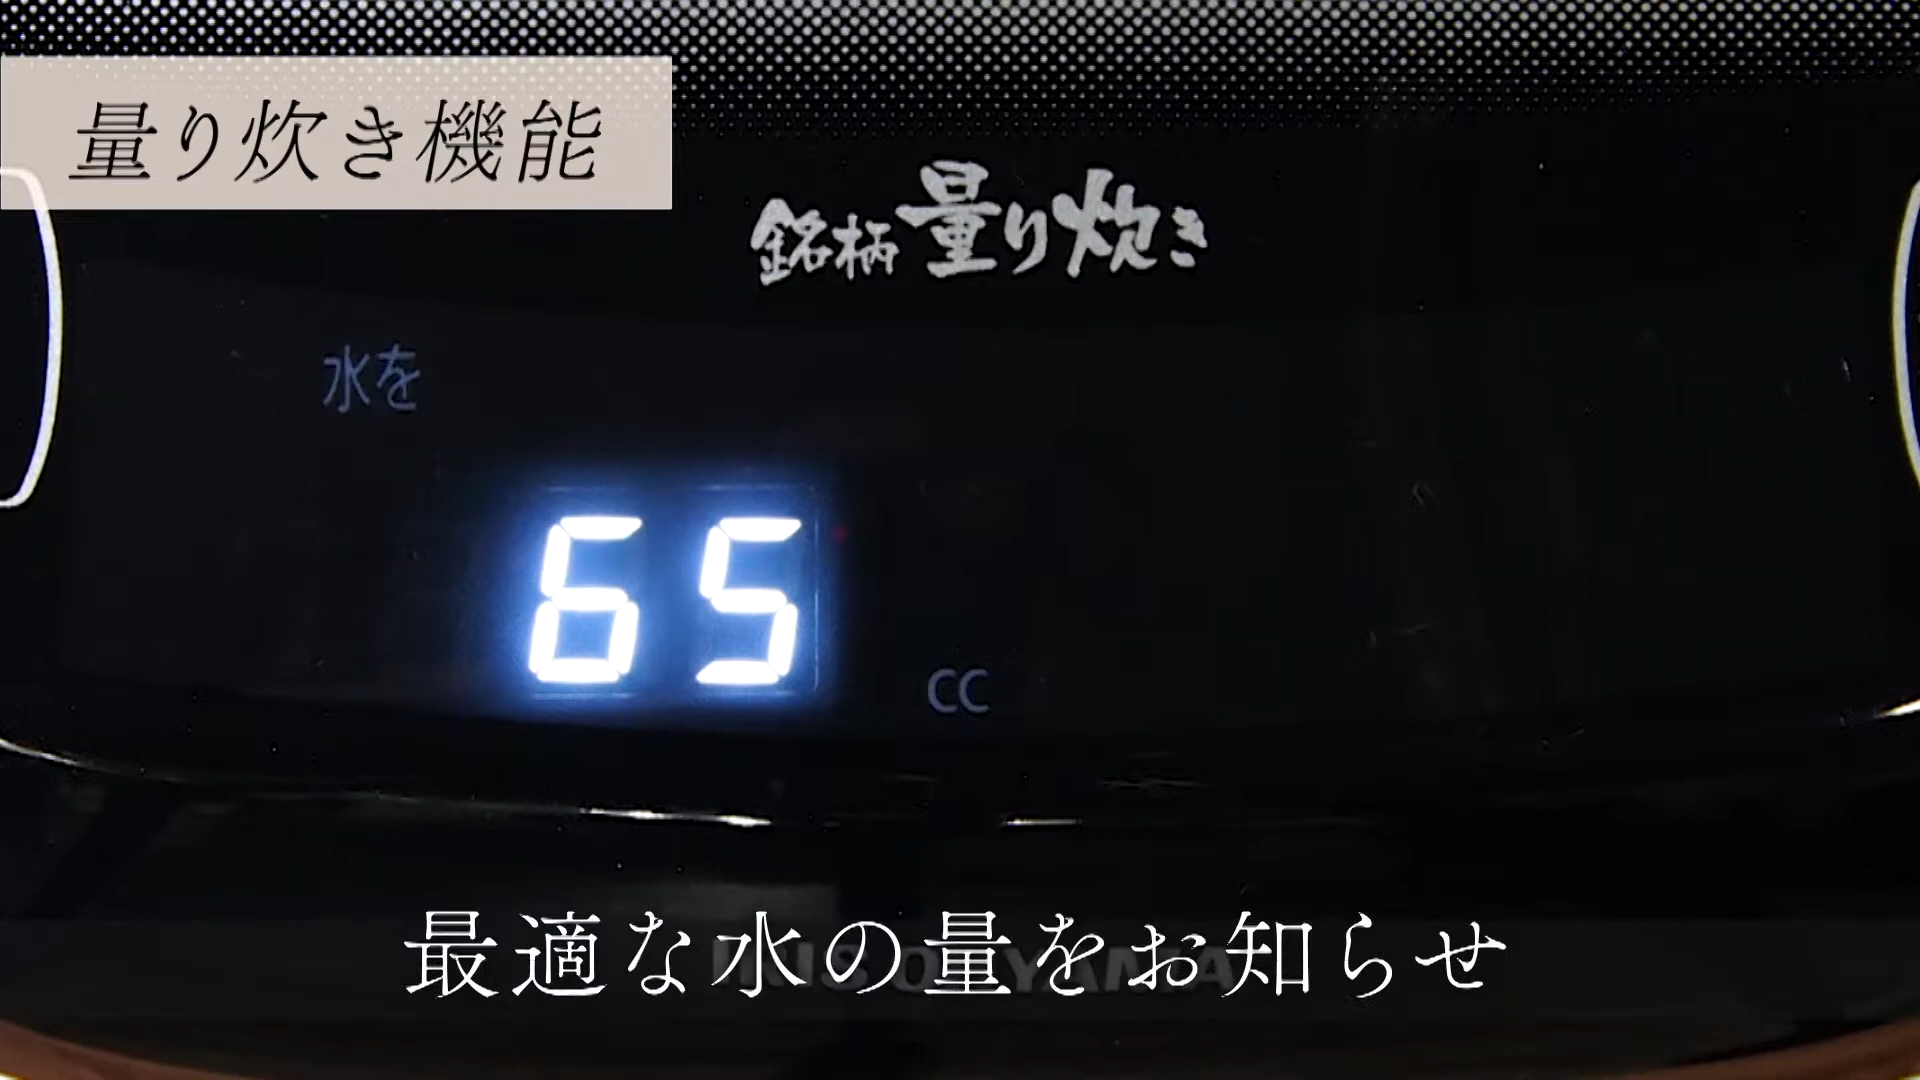 量り炊き機能
銘柄量り炊き
水を
65
CC
最適な水の量をお知らせ